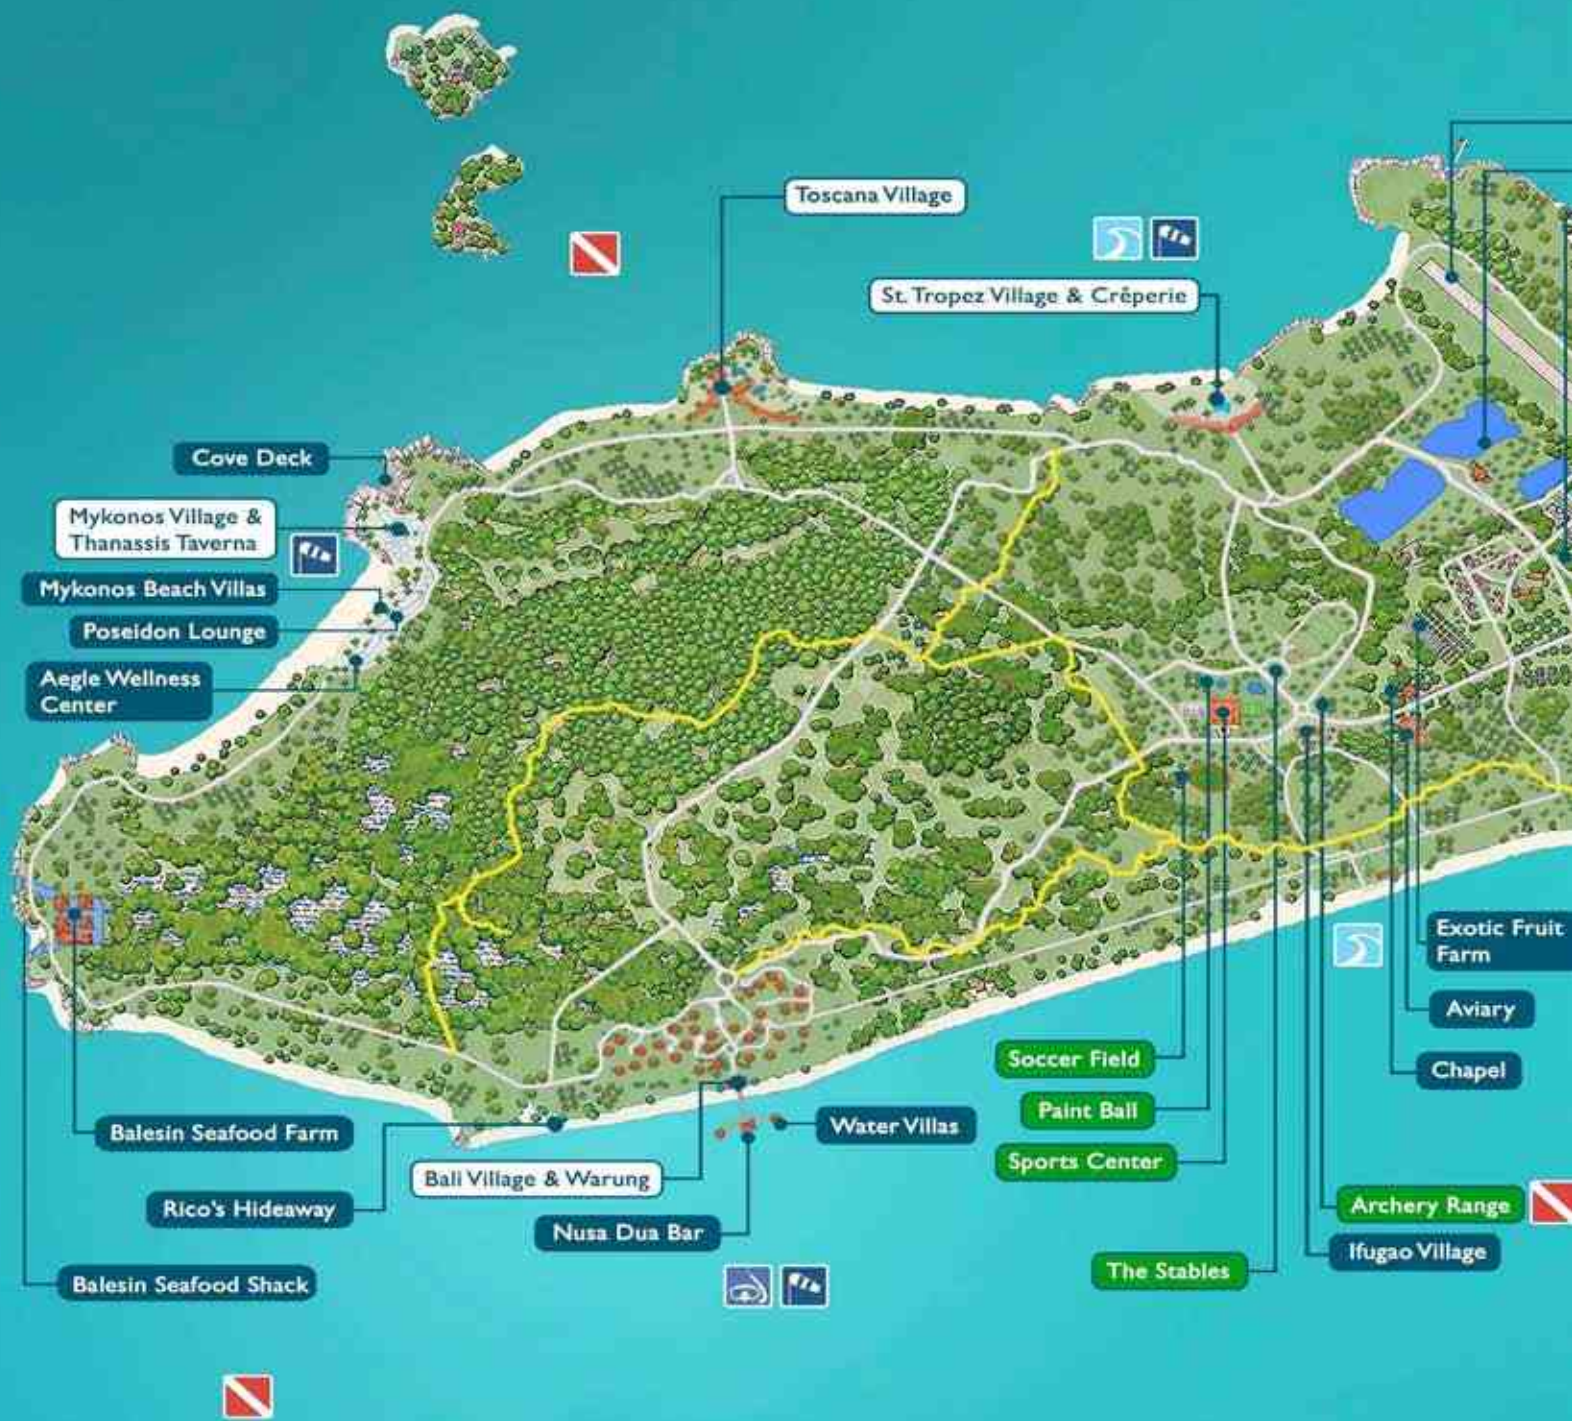 Toscana Village
St. Tropez Village & Crêperie
Cove Deck
Mykonos Village &
Thanassis Taverna
Mykonos Beach Villas
Poseidon Lounge
Aegle Wellness
Center
Exotic Fruit
Farm
Aviary
Soccer Field
Chapel
Paint Ball
Water Villas
Balesin Seafood Farm
Sports Center
Bali Village & Warung
Rico's Hideaway
Archery Range
Nusa Dua Bar
Ifugao Village
The Stables
Balesin Seafood Shack